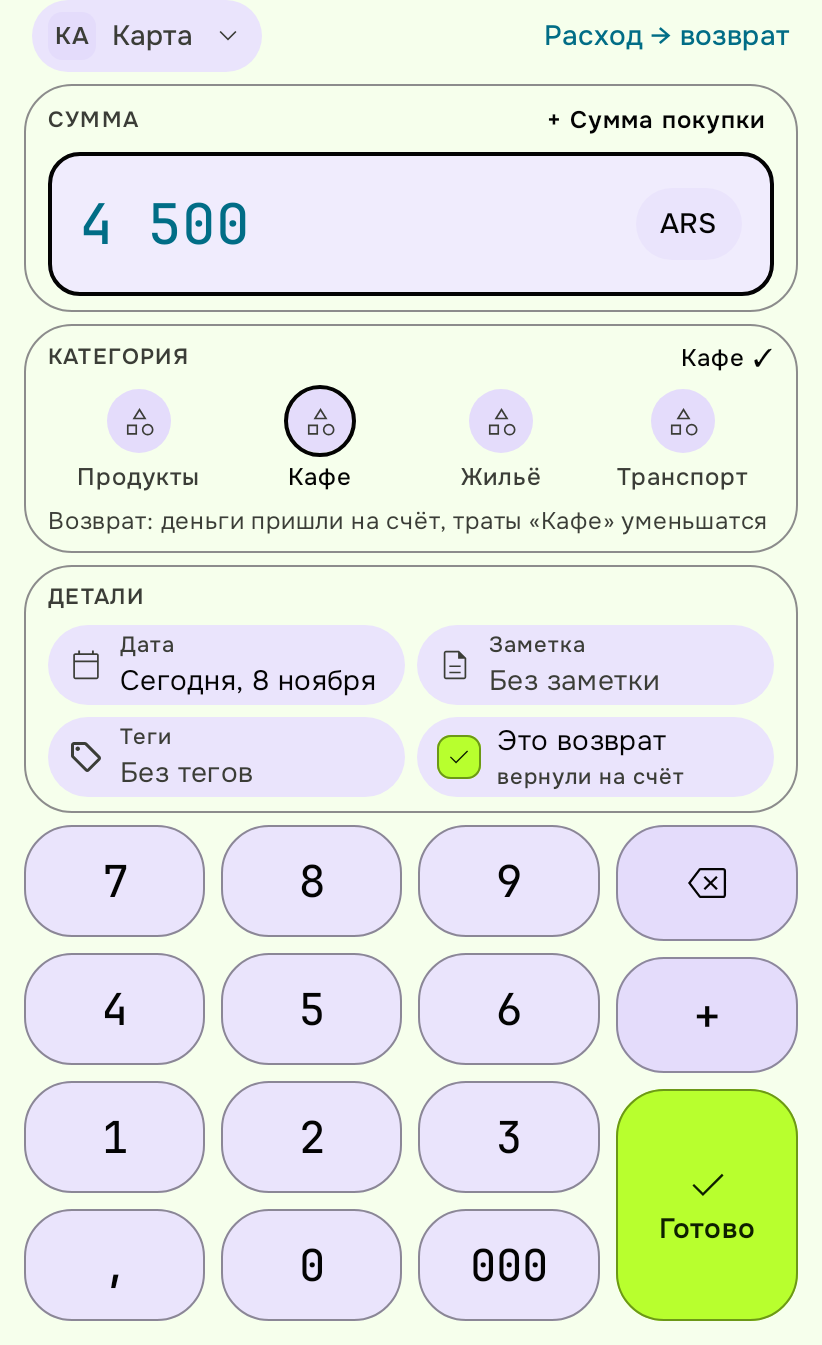 КА Карта Расход → возврат
СУММА + Сумма покупки
4 500 ARS
КАТЕГОРИЯ Кафе ✓
Продукты Кафе Жильё Транспорт
Возврат: деньги пришли на счёт, траты «Кафе» уменьшатся
ДЕТАЛИ
Дата
Сегодня, 8 ноября
Заметка
Без заметки
Теги
Без тегов
Это возврат
вернули на счёт
7 8 9
4 5 6 +
1 2 3
Готово
, 0 000